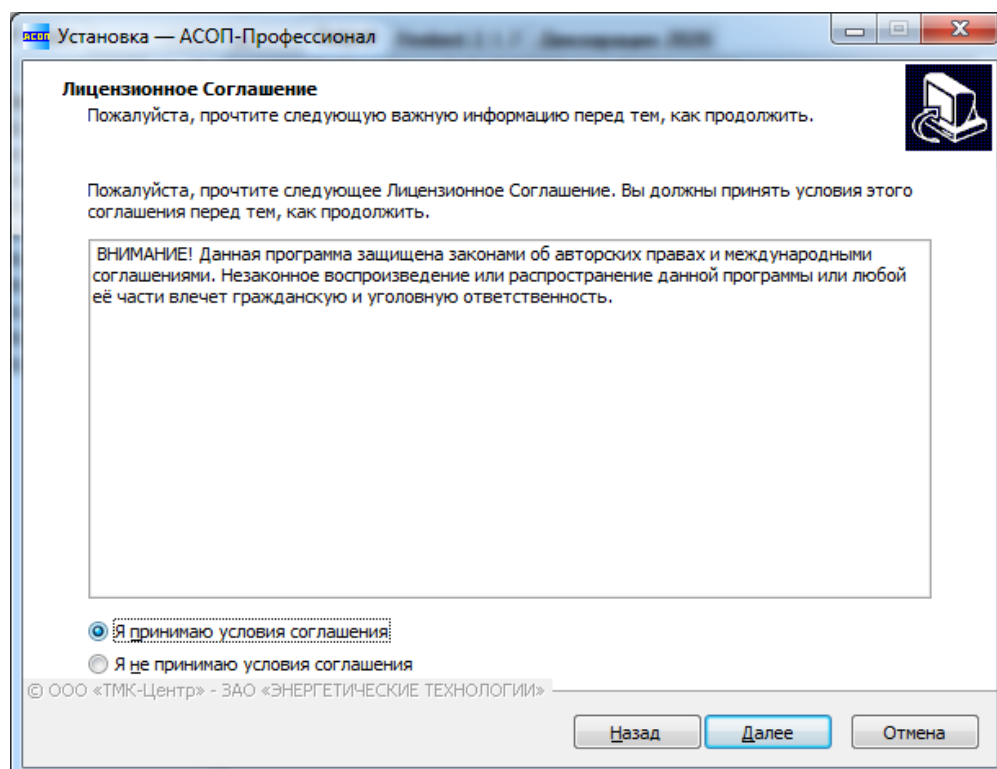 асоп Установка — АСОП-Профессионал
Лицензионное Соглашение
Пожалуйста, прочтите следующую важную информацию перед тем, как продолжить.
Пожалуйста, прочтите следующее Лицензионное Соглашение. Вы должны принять условия этого
соглашения перед тем, как продолжить.
ВНИМАНИЕ! Данная программа защищена законами об авторских правах и международными
соглашениями. Незаконное воспроизведение или распространение данной программы или любой
её части влечет гражданскую и уголовную ответственность.
Я принимаю условия соглашения
Я не принимаю условия соглашения
© ООО «ТМК-Центр» - ЗАО «ЭНЕРГЕТИЧЕСКИЕ ТЕХНОЛОГИИ»
Назад Далее Отмена